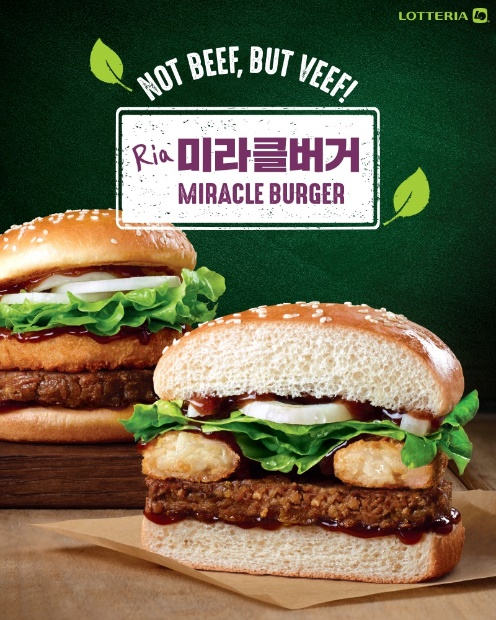 LOTTERIA
NOT BEEF, BUT VEEF!
Ria 미라클버거
MIRACLE BURGER